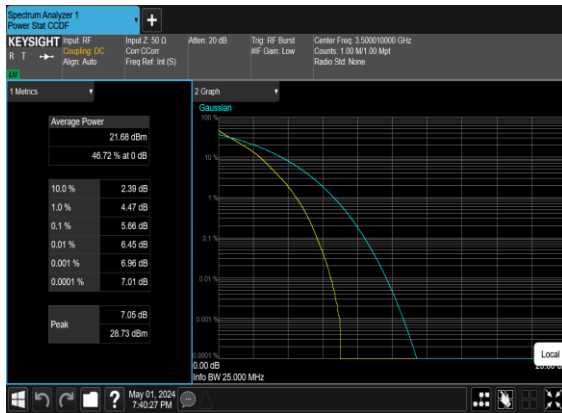 Spectrum Analyzer 1
Power Stat CCDF
KEYSIGHT
R T
LXI
Input: RF
Coupling: DC
Align: Auto
Input Z: 50 Ω
Corr CCorr
Freq Ref: Int (S)
Atten: 20 dB
Trig: RF Burst
#IF Gain: Low
Center Freq: 3.500010000 GHz
Counts: 1.00 M/1.00 Mpt
Radio Std: None
1 Metrics
Average Power
21.68 dBm
46.72 % at 0 dB
10.0 % 2.39 dB
1.0 % 4.47 dB
0.1 % 5.66 dB
0.01 % 6.45 dB
0.001 % 6.96 dB
0.0001 % 7.01 dB
Peak
7.05 dB
28.73 dBm
2 Graph
Gaussian
100 %
10 %
1 %
0.1 %
0.01 %
0.001 %
0.0001 %
0.00 dB
Info BW 25.000 MHz
Local
May 01, 2024
7:40:27 PM